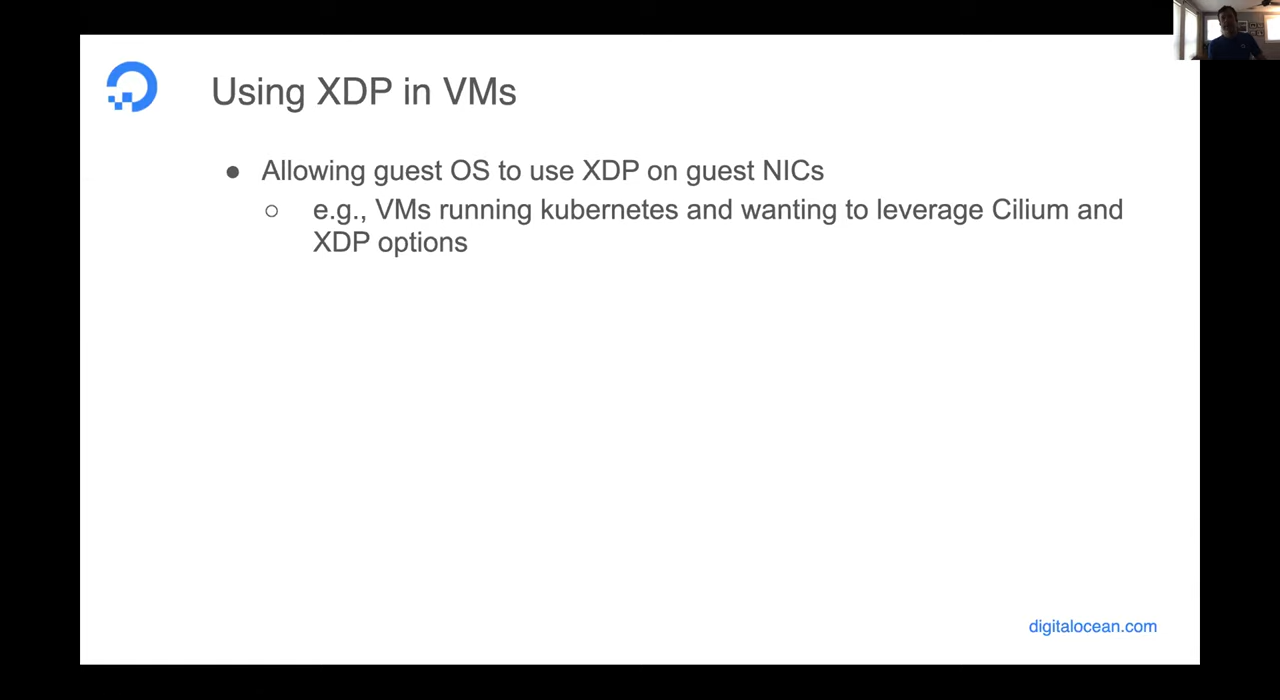 Using XDP in VMs
● Allowing guest OS to use XDP on guest NICs
○ e.g., VMs running kubernetes and wanting to leverage Cilium and
XDP options
digitalocean.com